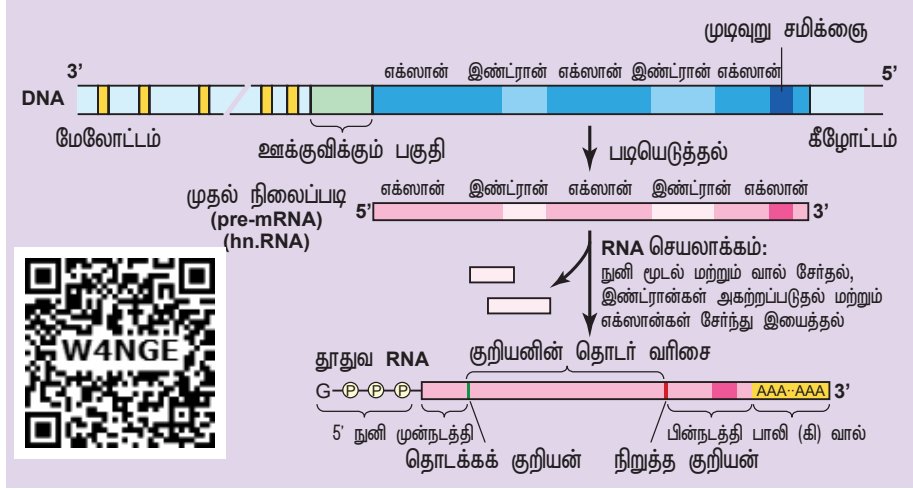 முடிவுறு சமிக்ஞை
3’ எக்ஸான் இண்ட்ரான் எக்ஸான் இண்ட்ரான் எக்ஸான் 5’
DNA
மேலோட்டம் ஊக்குவிக்கும் பகுதி படியெடுத்தல் கீழோட்டம்
முதல் நிலைப்படி
(pre-mRNA)
(hn.RNA)
எக்ஸான் இண்ட்ரான் எக்ஸான் இண்ட்ரான் எக்ஸான்
5’ 3’
RNA செயலாக்கம்:
நுனி மூடல் மற்றும் வால் சேர்தல்,
இண்ட்ரான்கள் அகற்றப்படுதல் மற்றும்
எக்ஸான்கள் சேர்ந்து இயைத்தல்
W4NGE
தூதுவ RNA குறியனின் தொடர் வரிசை
G P P P AAA··AAA 3’
5’ நுனி முன்நடத்தி பின்நடத்தி பாலி (கி) வால்
தொடக்கக் குறியன் நிறுத்த குறியன்